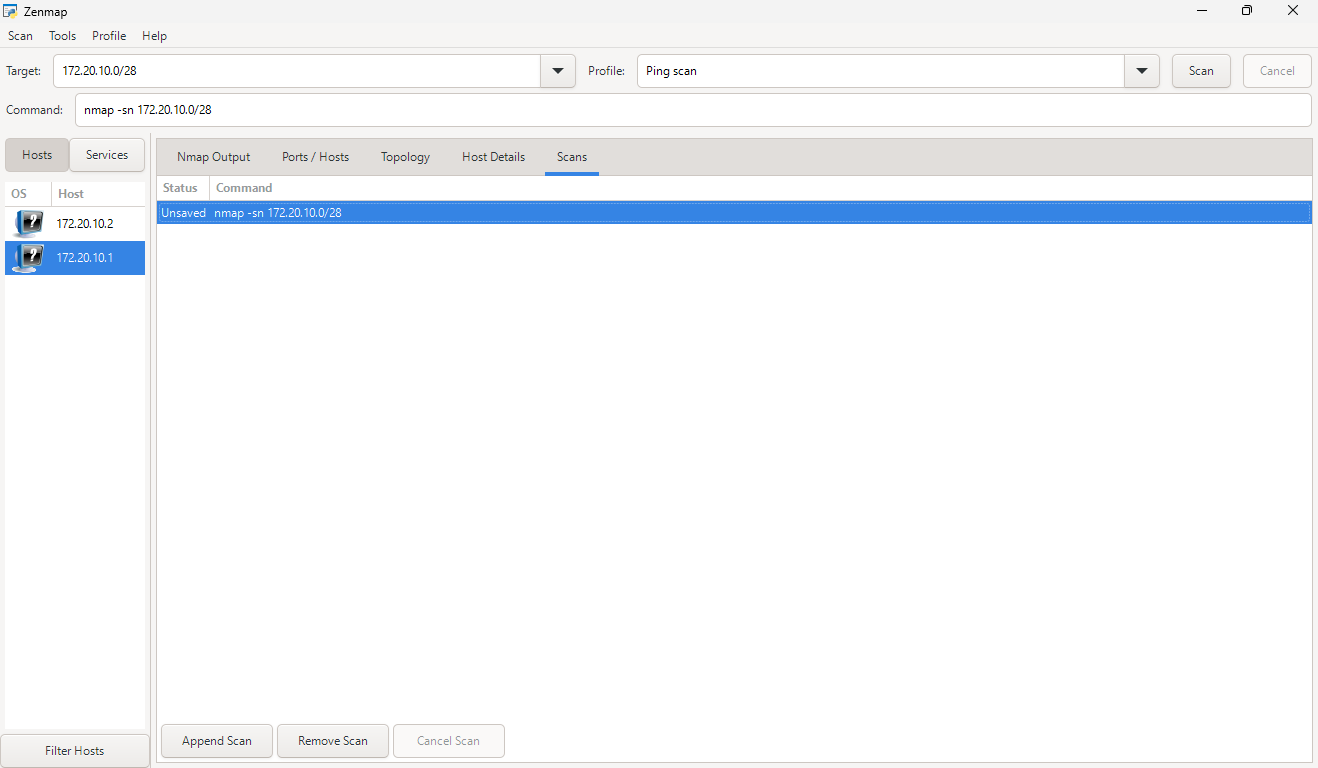 Zenmap
Scan Tools Profile Help
Target: 172.20.10.0/28 Profile: Ping scan Scan Cancel
Command: nmap -sn 172.20.10.0/28
Hosts Services
Nmap Output Ports / Hosts Topology Host Details Scans
OS Host
Status Command
172.20.10.2
172.20.10.1
Unsaved nmap -sn 172.20.10.0/28
Append Scan Remove Scan Cancel Scan
Filter Hosts